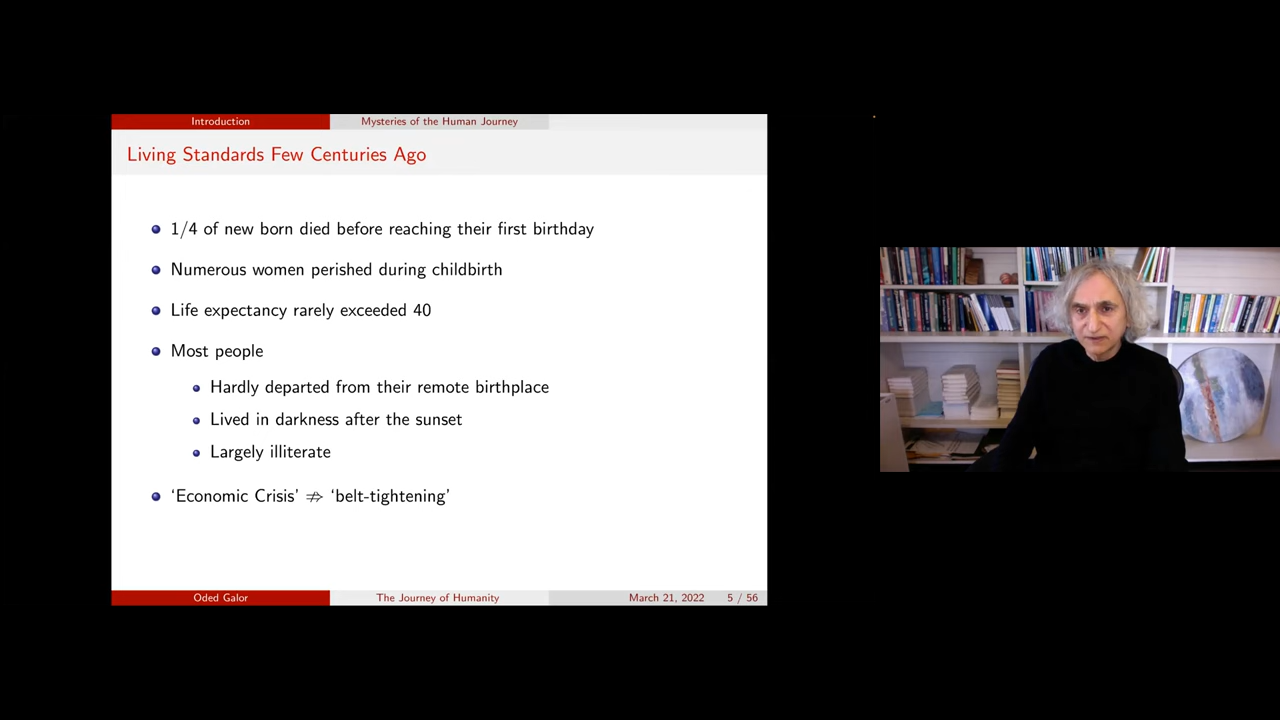 Introduction
Mysteries of the Human Journey
Living Standards Few Centuries Ago
1/4 of new born died before reaching their first birthday
Numerous women perished during childbirth
Life expectancy rarely exceeded 40
Most people
Hardly departed from their remote birthplace
Lived in darkness after the sunset
Largely illiterate
‘Economic Crisis’ ⇏ ‘belt-tightening’
Oded Galor
The Journey of Humanity
March 21, 2022
5 / 56